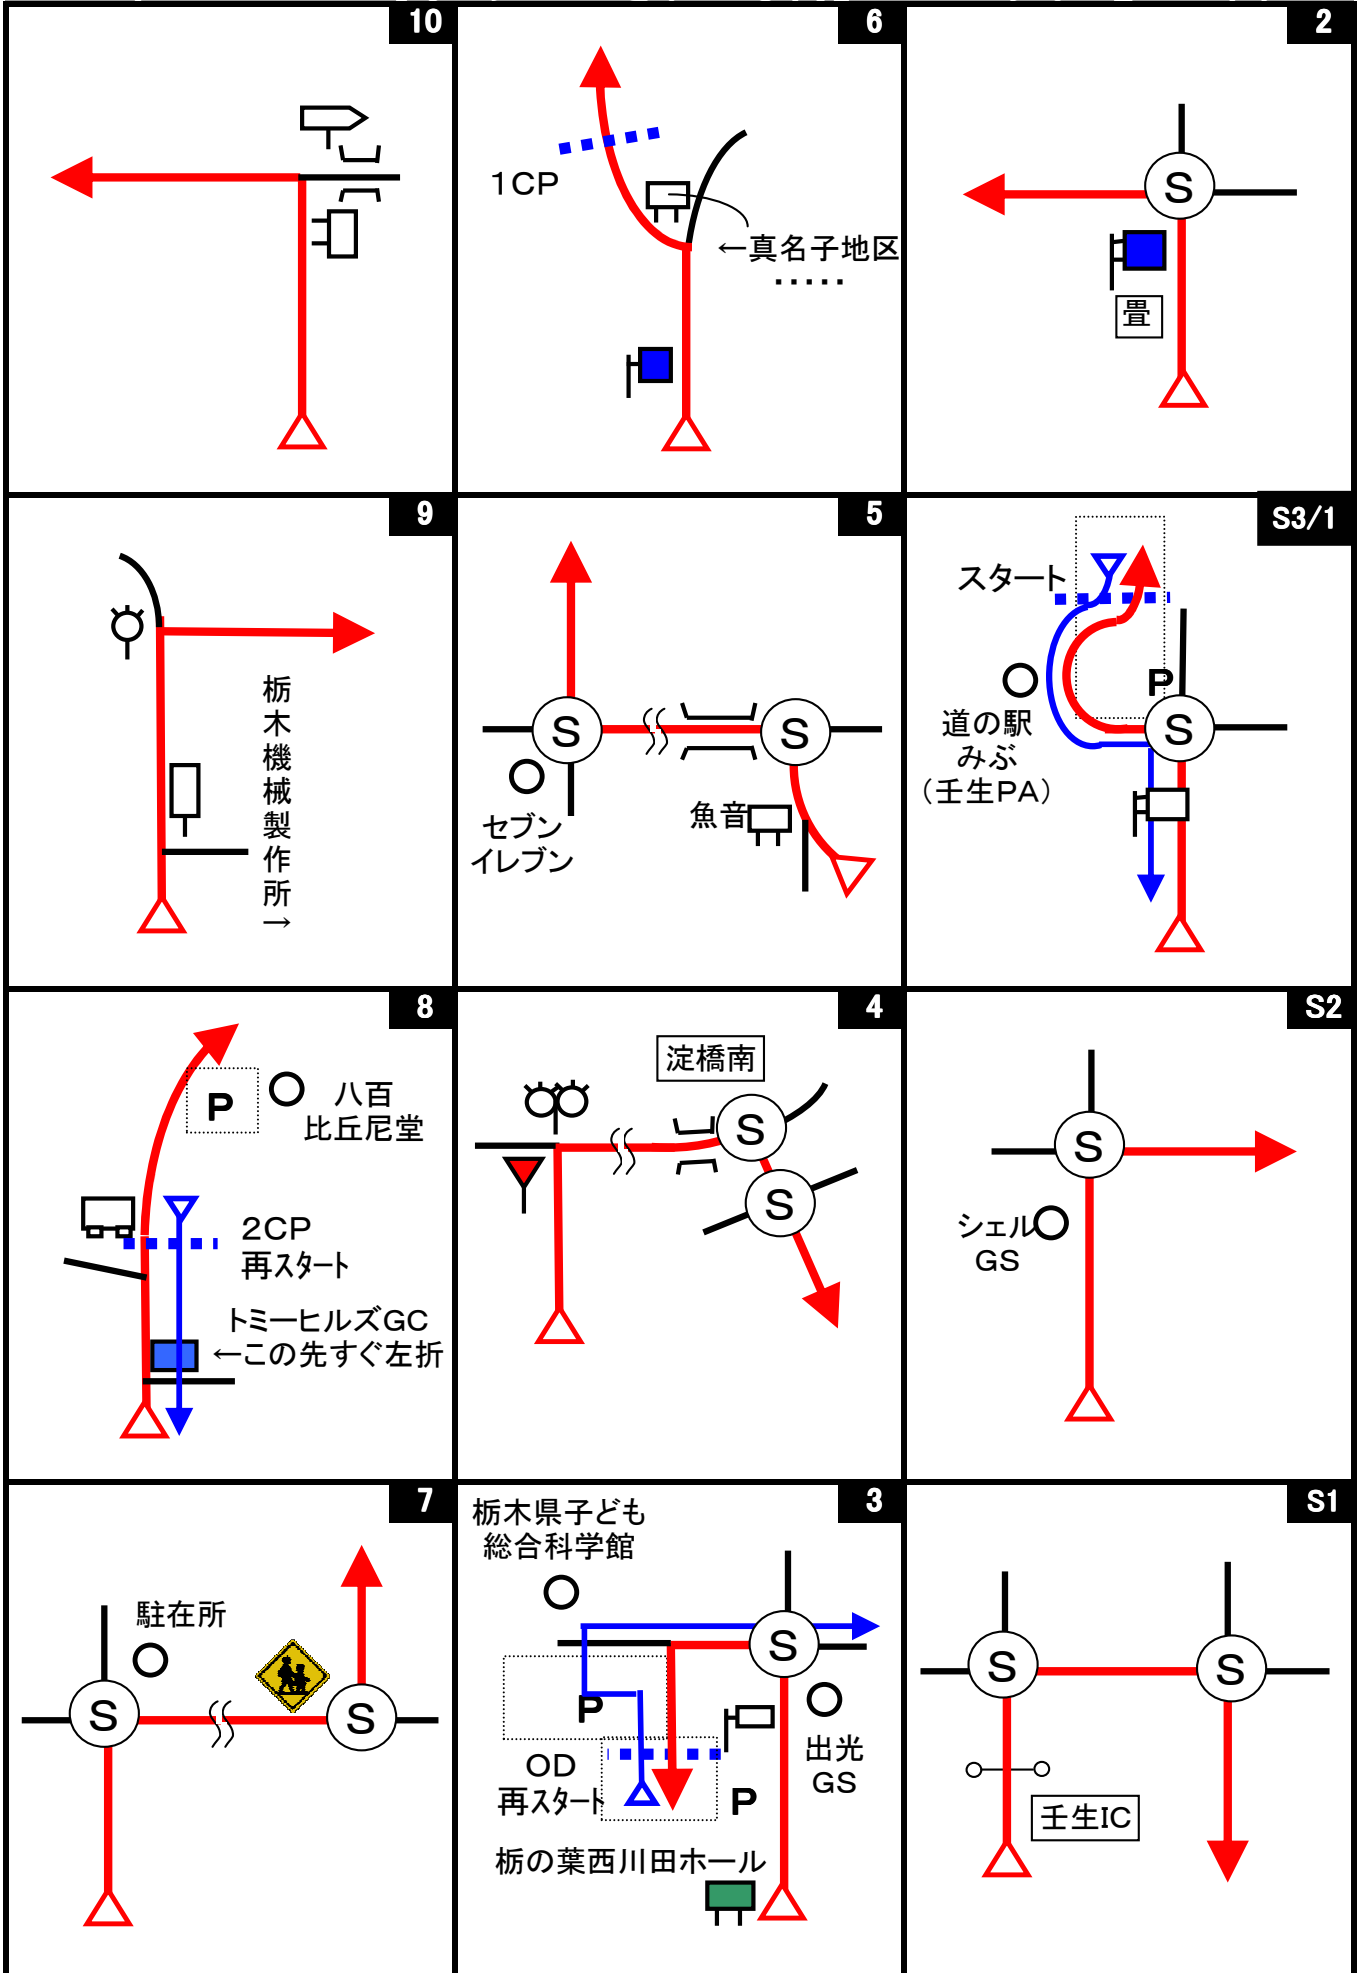 10
6
1CP
←真名子地区
・・・・・
2
S
畳
9
栃木機械製作所→
5
S
S
セブン
イレブン
魚音
S3/1
スタート
P
S
道の駅
みぶ
(壬生PA)
8
P
八百
比丘尼堂
2CP
再スタート
トミーヒルズGC
←この先すぐ左折
4
淀橋南
S
S
S2
S
シェル
GS
7
駐在所
S
S
3
栃木県子ども
総合科学館
S
P
OD
再スタート
P
出光
GS
栃の葉西川田ホール
S1
S
S
壬生IC